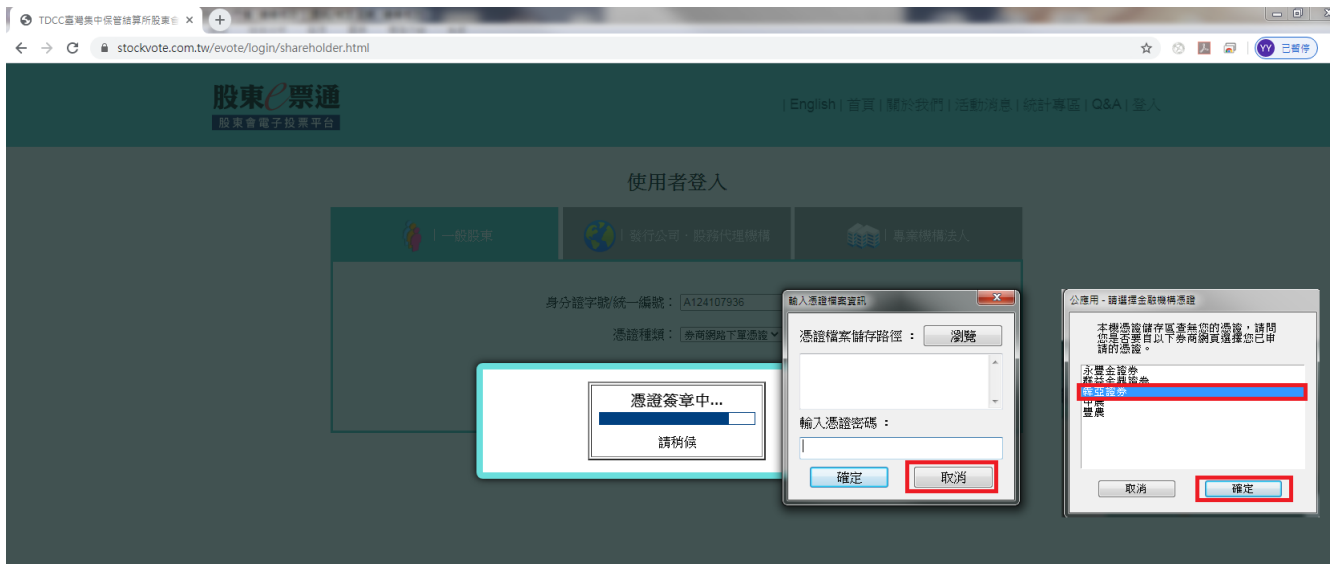 TDCC臺灣集中保管結算所股東
stockvote.com.tw/evote/login/shareholder.html
YY 已暫停
股東e票通
股東會電子投票平台
| English | 首頁 | 關於我們 | 活動消息 | 統計專區 | Q&A | 登入
使用者登入
| 一般股東
| 發行公司、股務代理機構
| 專業機構法人
身分證字號/統一編號: A124107936
憑證種類: 券商網路下單憑證
憑證簽章中...
請稍候
輸入憑證檔案資訊
憑證檔案儲存路徑 :
瀏覽
輸入憑證密碼 :
確定
取消
公應用 - 請選擇金融機構憑證
本機憑證儲存區查無您的憑證,請問
您是否要自以下券商網頁選擇您已申
請的憑證。
永豐金證券
群益金鼎證券
中農
豐農
取消
確定